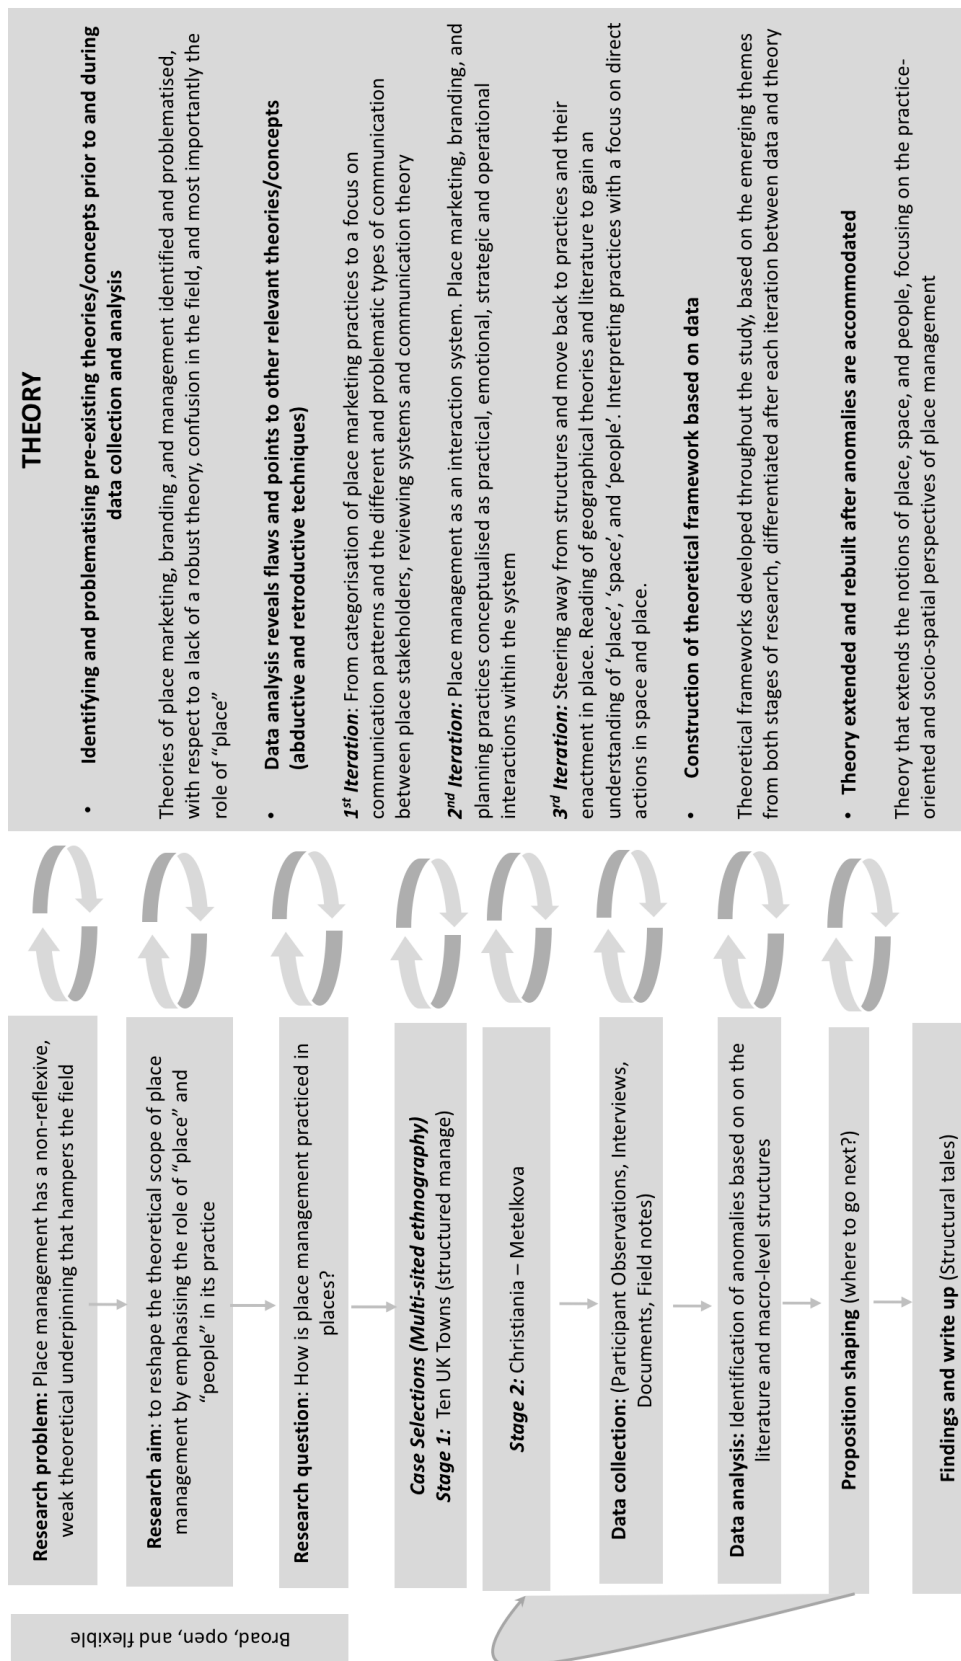 Broad, open, and flexible
Research problem: Place management has a non-reflexive,
weak theoretical underpinning that hampers the field
Research aim: to reshape the theoretical scope of place
management by emphasising the role of “place” and
“people” in its practice
Research question: How is place management practiced in
places?
Case Selections (Multi-sited ethnography)
Stage 1: Ten UK Towns (structured manage)
Stage 2: Christiania – Metelkova
Data collection: (Participant Observations, Interviews,
Documents, Field notes)
Data analysis: Identification of anomalies based on on the
literature and macro-level structures
Proposition shaping (where to go next?)
Findings and write up (Structural tales)
THEORY
• Identifying and problematising pre-existing theories/concepts prior to and during
data collection and analysis
Theories of place marketing, branding ,and management identified and problematised,
with respect to a lack of a robust theory, confusion in the field, and most importantly the
role of “place”
• Data analysis reveals flaws and points to other relevant theories/concepts
(abductive and retroductive techniques)
1st Iteration: From categorisation of place marketing practices to a focus on
communication patterns and the different and problematic types of communication
between place stakeholders, reviewing systems and communication theory
2nd Iteration: Place management as an interaction system. Place marketing, branding, and
planning practices conceptualised as practical, emotional, strategic and operational
interactions within the system
3rd Iteration: Steering away from structures and move back to practices and their
enactment in place. Reading of geographical theories and literature to gain an
understanding of ‘place’, ‘space’, and ‘people’. Interpreting practices with a focus on direct
actions in space and place.
• Construction of theoretical framework based on data
Theoretical frameworks developed throughout the study, based on the emerging themes
from both stages of research, differentiated after each iteration between data and theory
• Theory extended and rebuilt after anomalies are accommodated
Theory that extends the notions of place, space, and people, focusing on the practice-
oriented and socio-spatial perspectives of place management